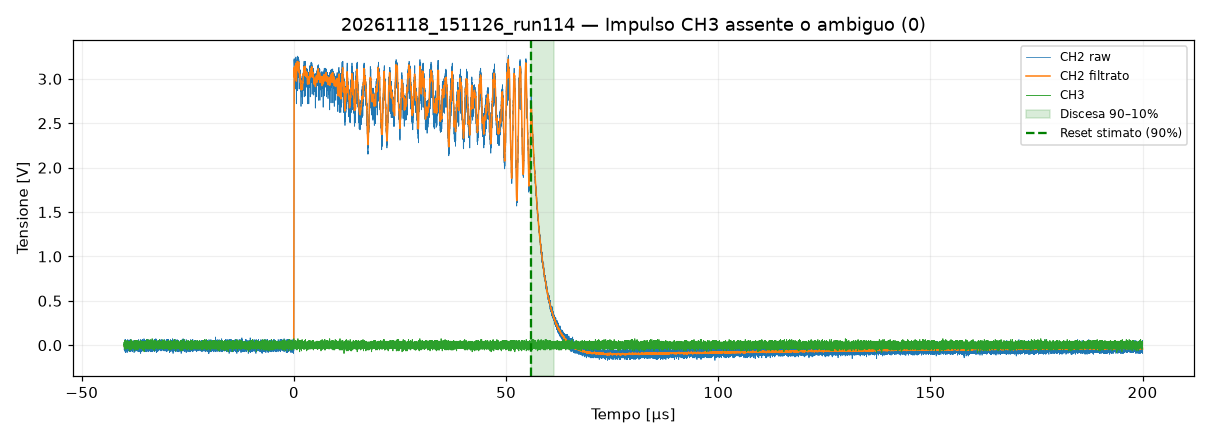 20261118_151126_run114 — Impulso CH3 assente o ambiguo (0)
CH2 raw
CH2 filtrato
CH3
Discesa 90–10%
Reset stimato (90%)
Tensione [V]
3.0
2.5
2.0
1.5
1.0
0.5
0.0
−50
0
50
100
150
200
Tempo [µs]